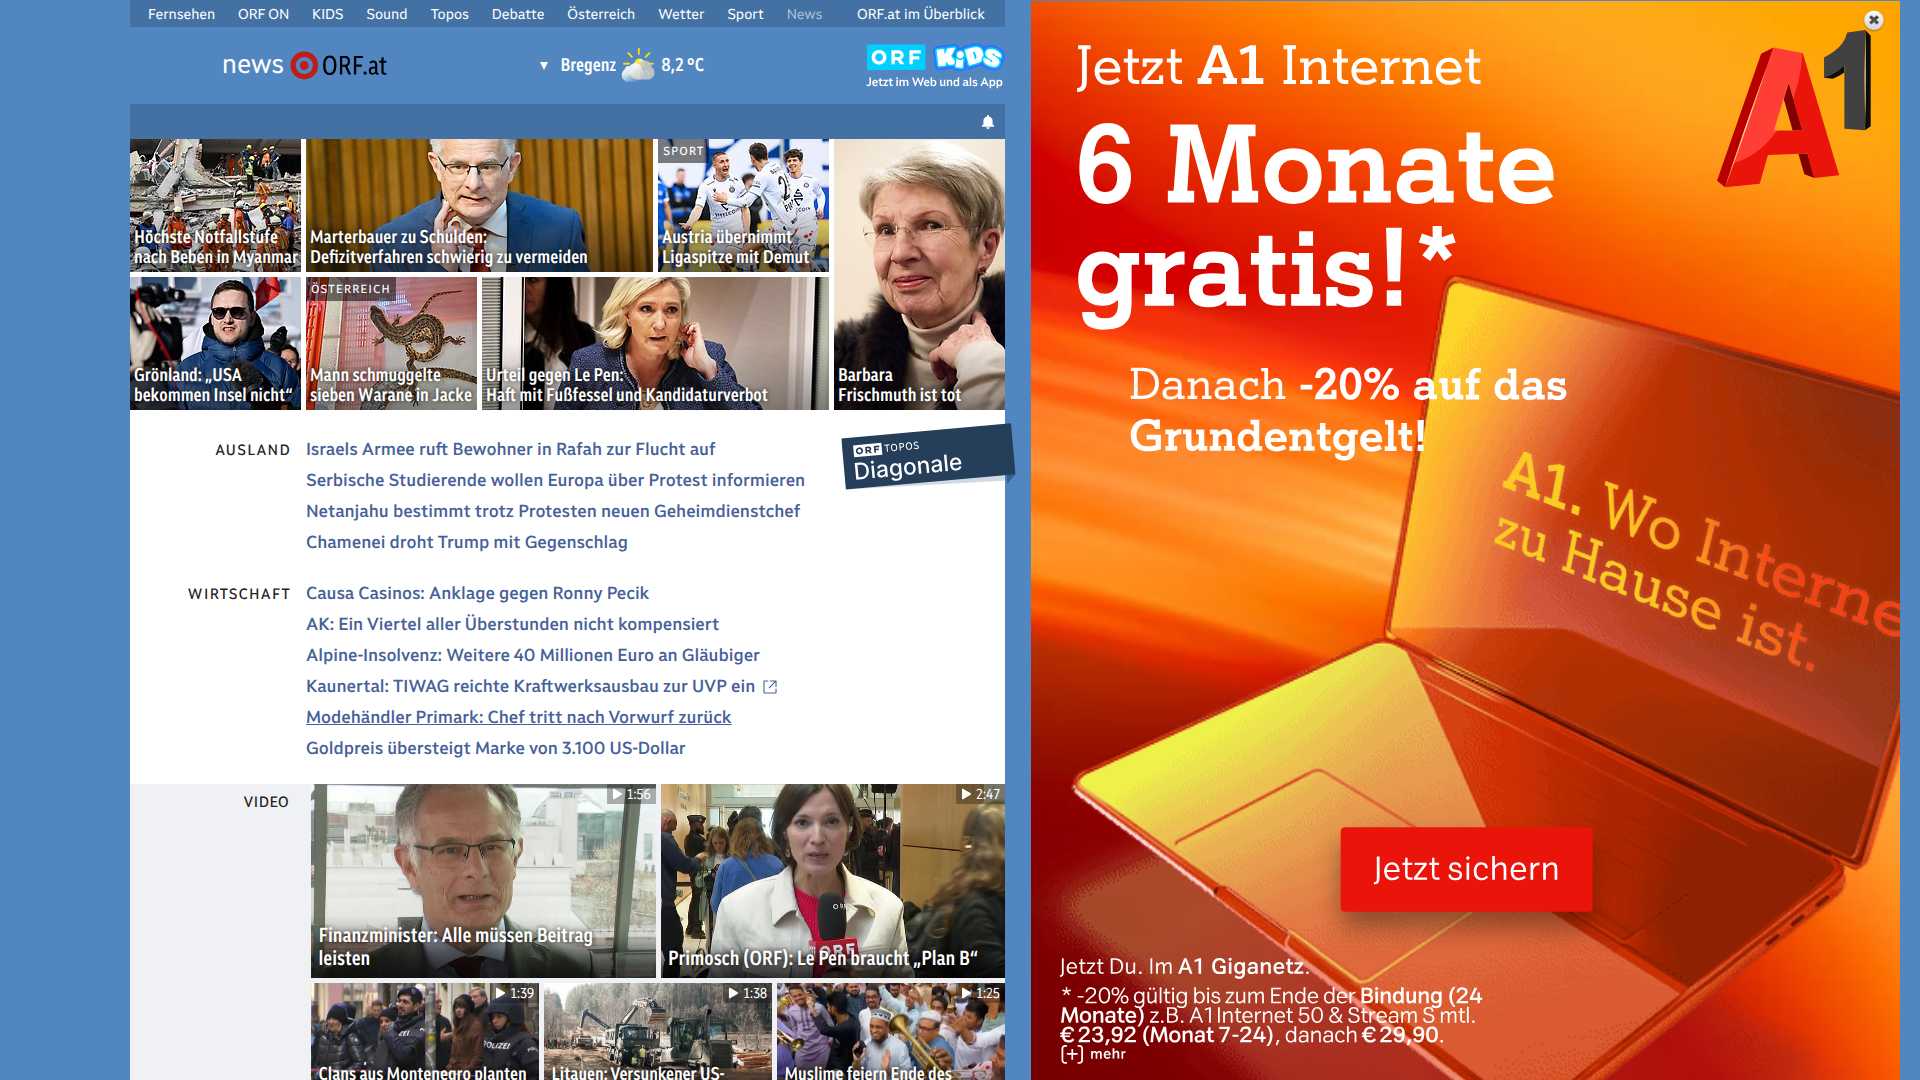 Fernsehen ORF ON KIDS Sound Topos Debatte Österreich Wetter Sport News ORF.at im Überblick
news ORF.at
Bregenz 8,2 °C
ORF KiDS
Jetzt im Web und als App
Höchste Notfallstufe
nach Beben in Myanmar
Marterbauer zu Schulden:
Defizitverfahren schwierig zu vermeiden
SPORT
Austria übernimmt
Ligaspitze mit Demut
Grönland: „USA
bekommen Insel nicht“
ÖSTERREICH
Mann schmuggelte
sieben Warane in Jacke
Urteil gegen Le Pen:
Haft mit Fußfessel und Kandidaturverbot
Barbara
Frischmuth ist tot
AUSLAND
Israels Armee ruft Bewohner in Rafah zur Flucht auf
Serbische Studierende wollen Europa über Protest informieren
Netanjahu bestimmt trotz Protesten neuen Geheimdienstchef
Chamenei droht Trump mit Gegenschlag
ORF TOPOS
Diagonale
WIRTSCHAFT
Causa Casinos: Anklage gegen Ronny Pecik
AK: Ein Viertel aller Überstunden nicht kompensiert
Alpine-Insolvenz: Weitere 40 Millionen Euro an Gläubiger
Kaunertal: TIWAG reichte Kraftwerksausbau zur UVP ein
Modehändler Primark: Chef tritt nach Vorwurf zurück
Goldpreis übersteigt Marke von 3.100 US-Dollar
VIDEO
1:56
Finanzminister: Alle müssen Beitrag
leisten
2:47
ORF
Primosch (ORF): Le Pen braucht „Plan B“
1:39
POLIZEI
Clans aus Montenegro planten
1:38
Litauen: Versunkener US-
1:25
Muslime feiern Ende des
Jetzt A1 Internet
A1
6 Monate
gratis!*
Danach -20% auf das
Grundentgelt!
A1. Wo Interne
zu Hause ist.
Jetzt sichern
Jetzt Du. Im A1 Giganetz.
* -20% gültig bis zum Ende der Bindung (24
Monate) z.B. A1 Internet 50 & Stream S mtl.
€ 23,92 (Monat 7-24), danach € 29,90.
[+] mehr